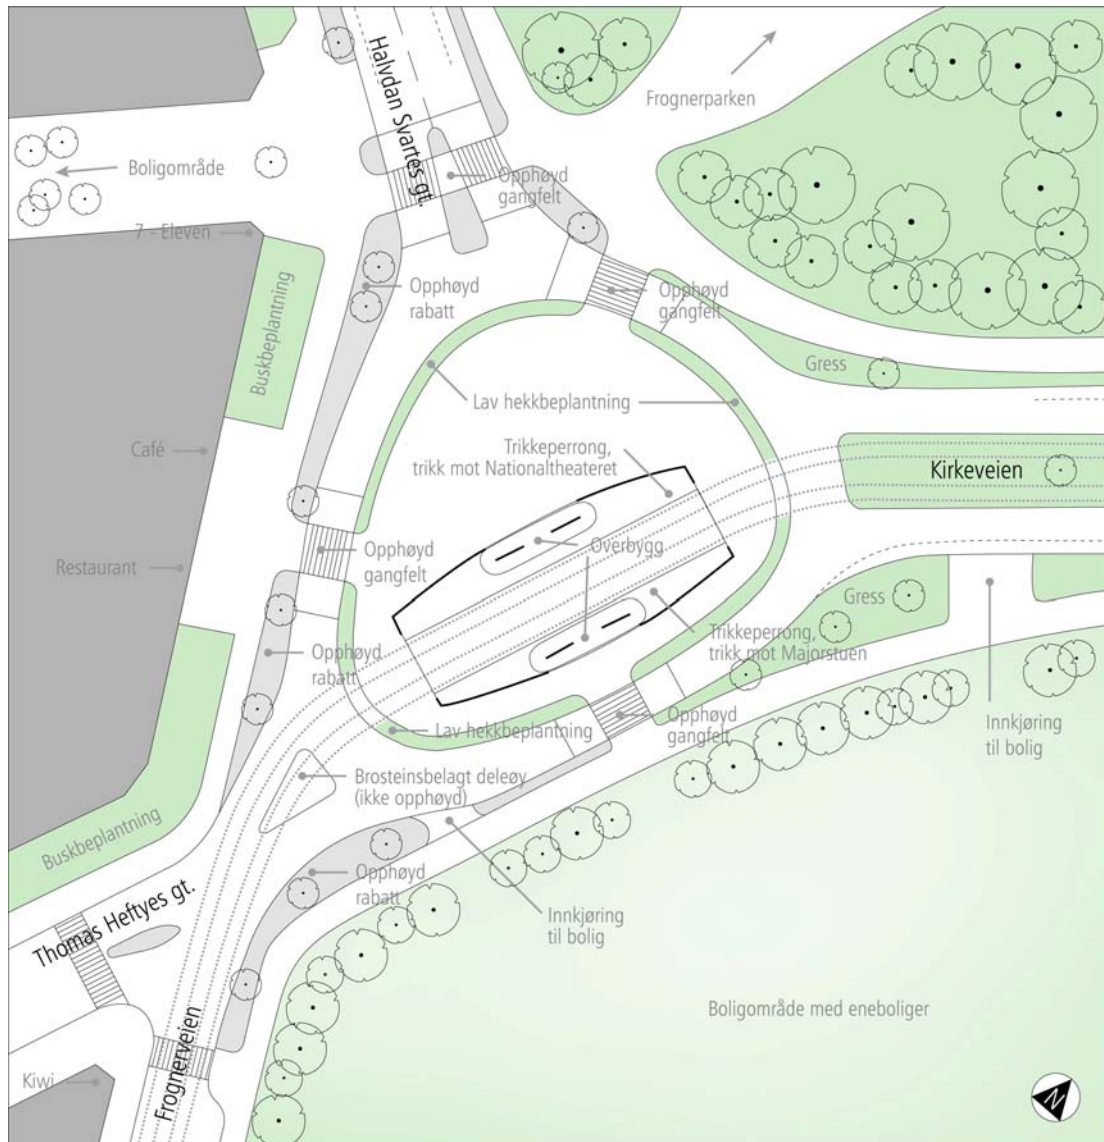 Halvdan Svartes gt.
Frognerparken
Boligområde
Opphøyd
gangfelt
7 - Eleven
Opphøyd
rabatt
Opphøyd
gangfelt
Buskbeplantning
Gress
Lav hekkbeplantning
Café
Trikkeperrong,
trikk mot Nationaltheateret
Kirkeveien
Opphøyd
gangfelt
Overbygg
Restaurant
Gress
Trikkeperrong,
trikk mot Majorstuen
Opphøyd
rabatt
Opphøyd
gangfelt
Innkjøring
til bolig
Lav hekkbeplantning
Brosteinsbelagt deleøy
(ikke opphøyd)
Buskbeplantning
Opphøyd
rabatt
Thomas Heftyes gt.
Innkjøring
til bolig
Boligområde med eneboliger
Frognerveien
Kiwi
N